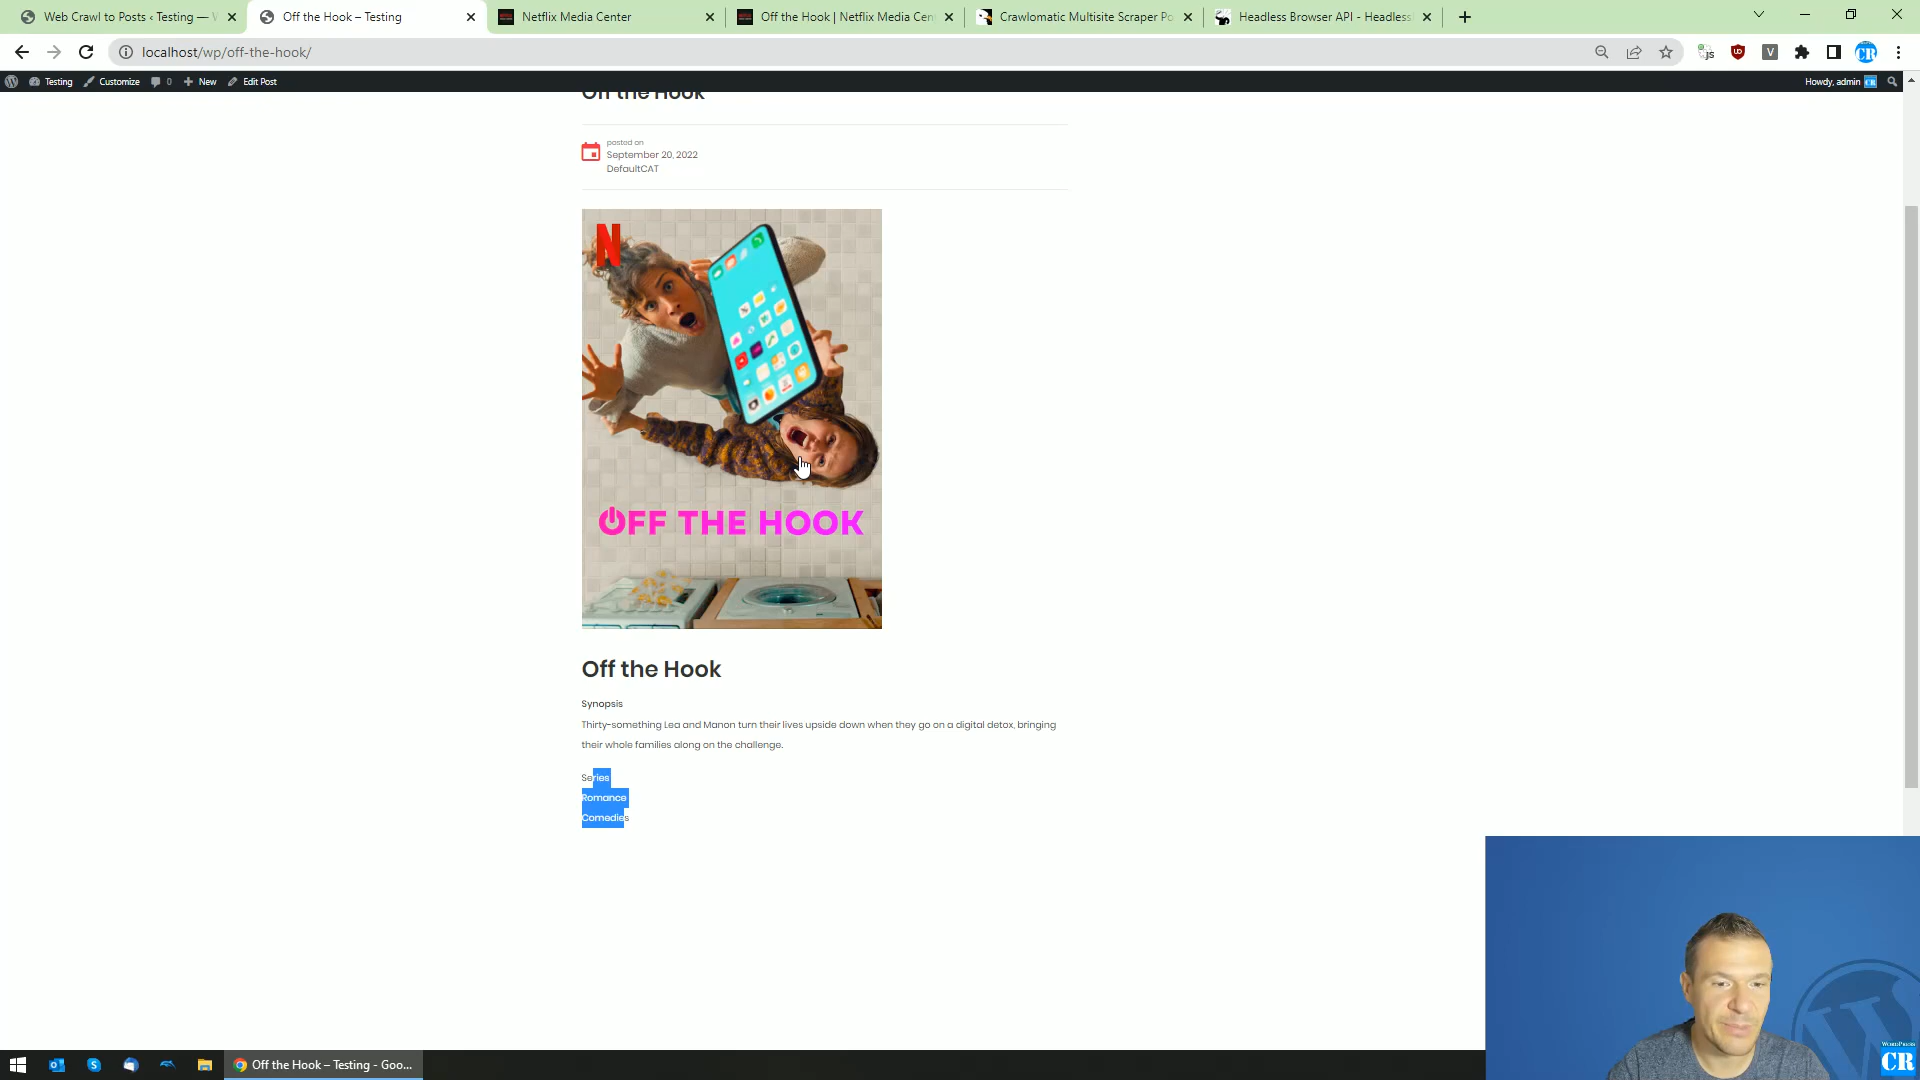 Web Crawl to Posts ‹ Testing — W
Off the Hook – Testing
Netflix Media Center
Off the Hook | Netflix Media Cen
Crawlomatic Multisite Scraper Po
Headless Browser API - Headless
localhost/wp/off-the-hook/
Testing
Customize
0
New
Edit Post
Howdy, admin
Off the Hook
posted on
September 20, 2022
DefaultCAT
N
OFF THE HOOK
Off the Hook
Synopsis
Thirty-something Lea and Manon turn their lives upside down when they go on a digital detox, bringing
their whole families along on the challenge.
Series
Romance
Comedies
Off the Hook – Testing - Goo...
WORDPRESS
CR